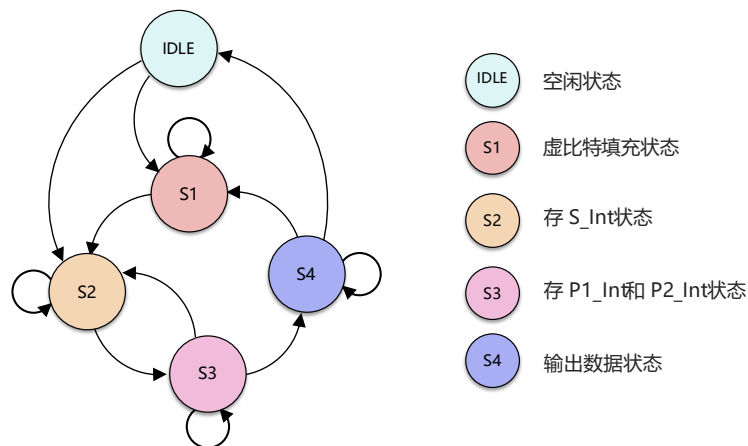 IDLE
S1
S2
S3
S4
IDLE 空闲状态
S1 虚比特填充状态
S2 存 S_Int状态
S3 存 P1_Int和 P2_Int状态
S4 输出数据状态